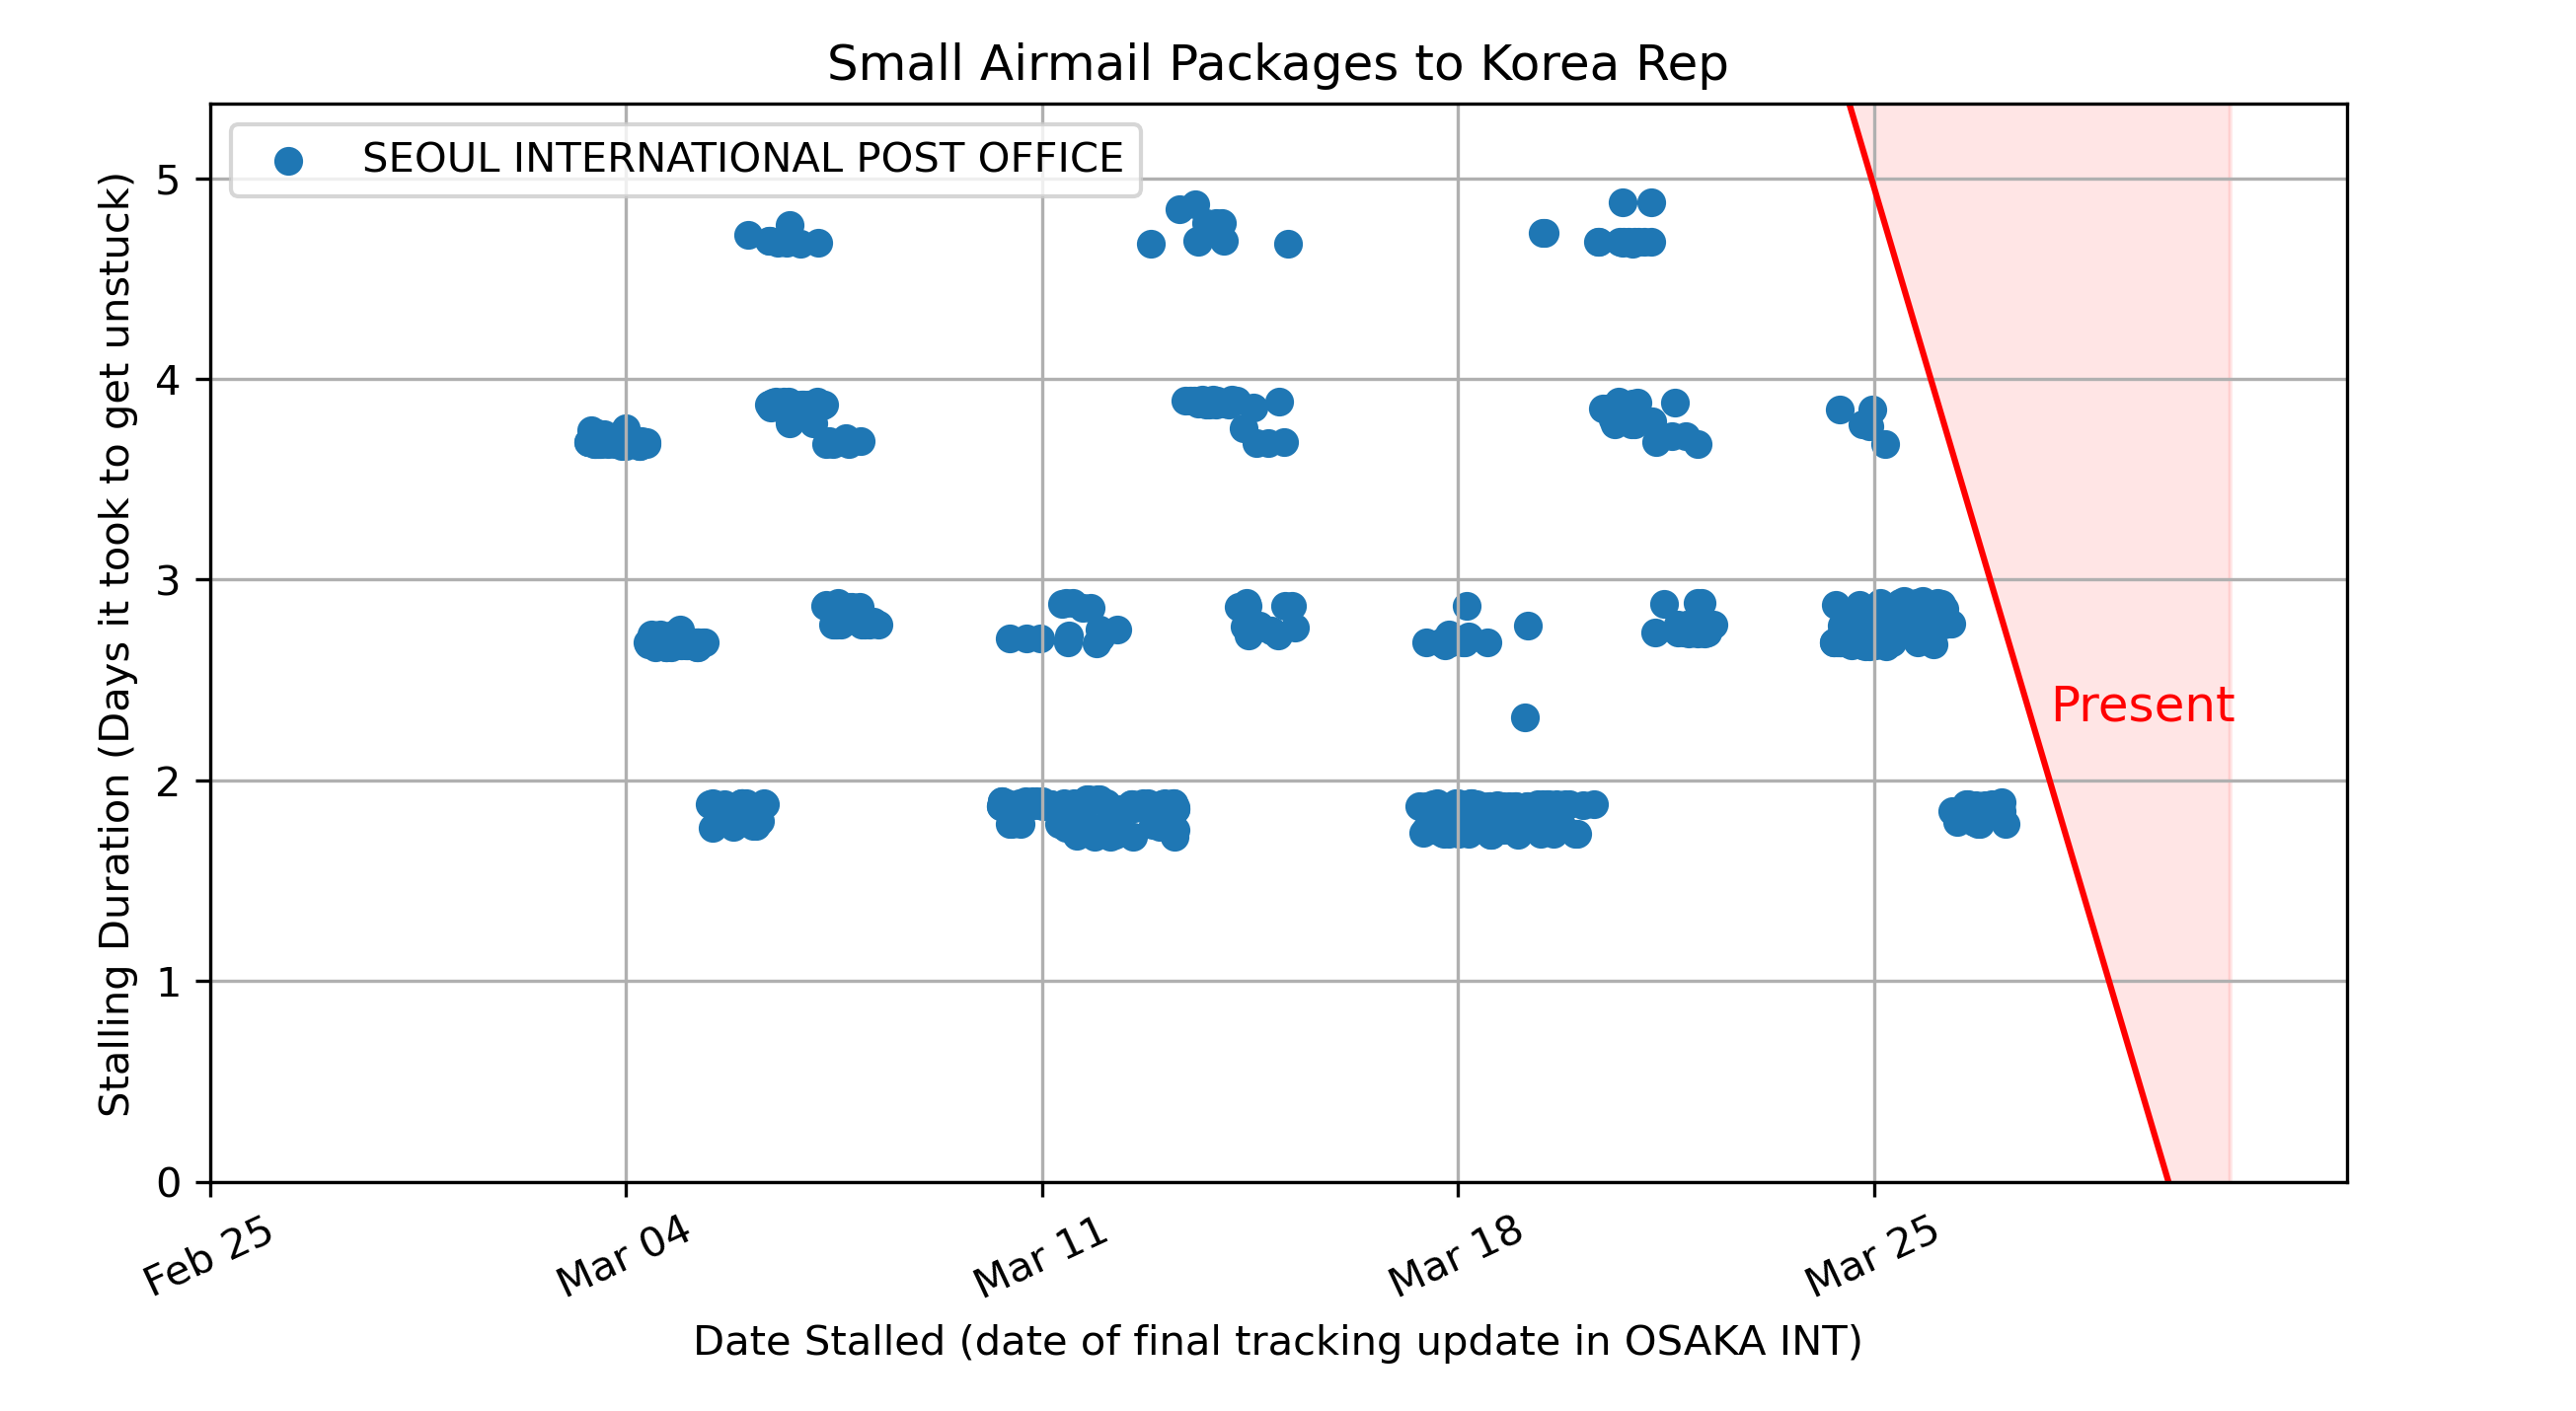 Small Airmail Packages to Korea Rep
SEOUL INTERNATIONAL POST OFFICE
Stalling Duration (Days it took to get unstuck)
5
4
3
2
1
0
Present
Feb 25
Mar 04
Mar 11
Mar 18
Mar 25
Date Stalled (date of final tracking update in OSAKA INT)